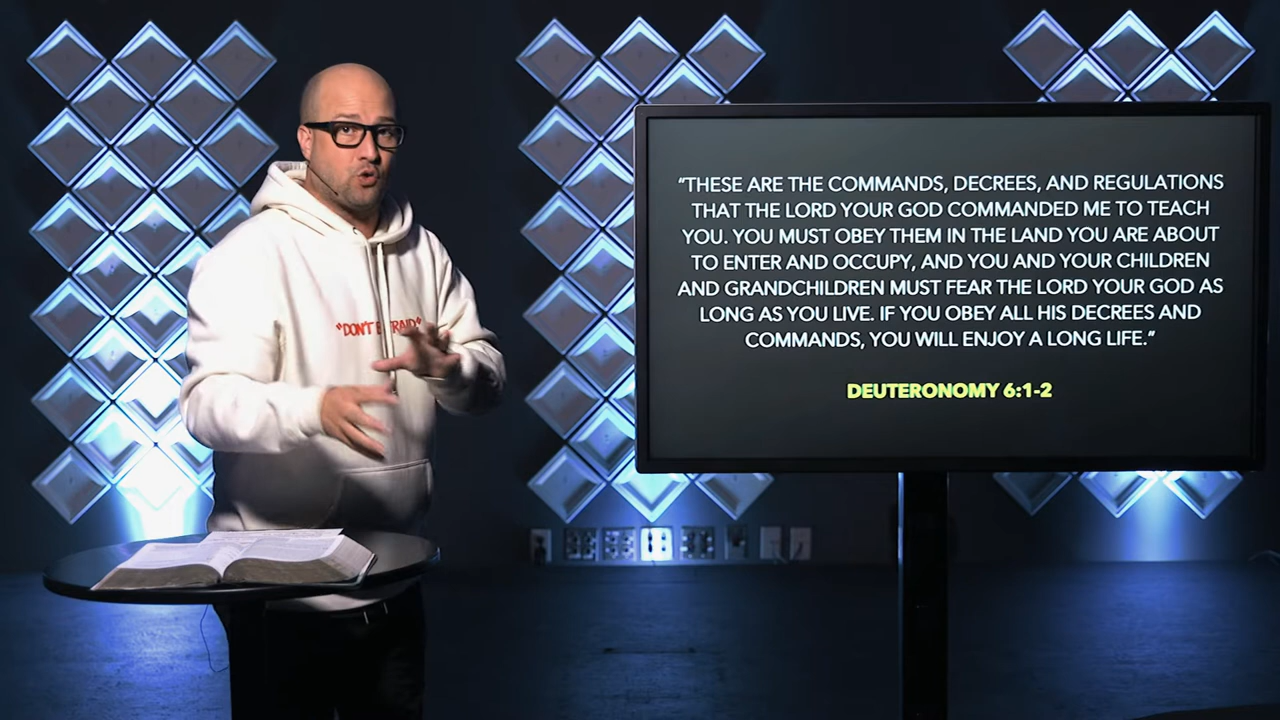 "DON'T
"THESE ARE THE COMMANDS, DECREES, AND REGULATIONS
THAT THE LORD YOUR GOD COMMANDED ME TO TEACH
YOU. YOU MUST OBEY THEM IN THE LAND YOU ARE ABOUT
TO ENTER AND OCCUPY, AND YOU AND YOUR CHILDREN
AND GRANDCHILDREN MUST FEAR THE LORD YOUR GOD AS
LONG AS YOU LIVE. IF YOU OBEY ALL HIS DECREES AND
COMMANDS, YOU WILL ENJOY A LONG LIFE."
DEUTERONOMY 6:1-2